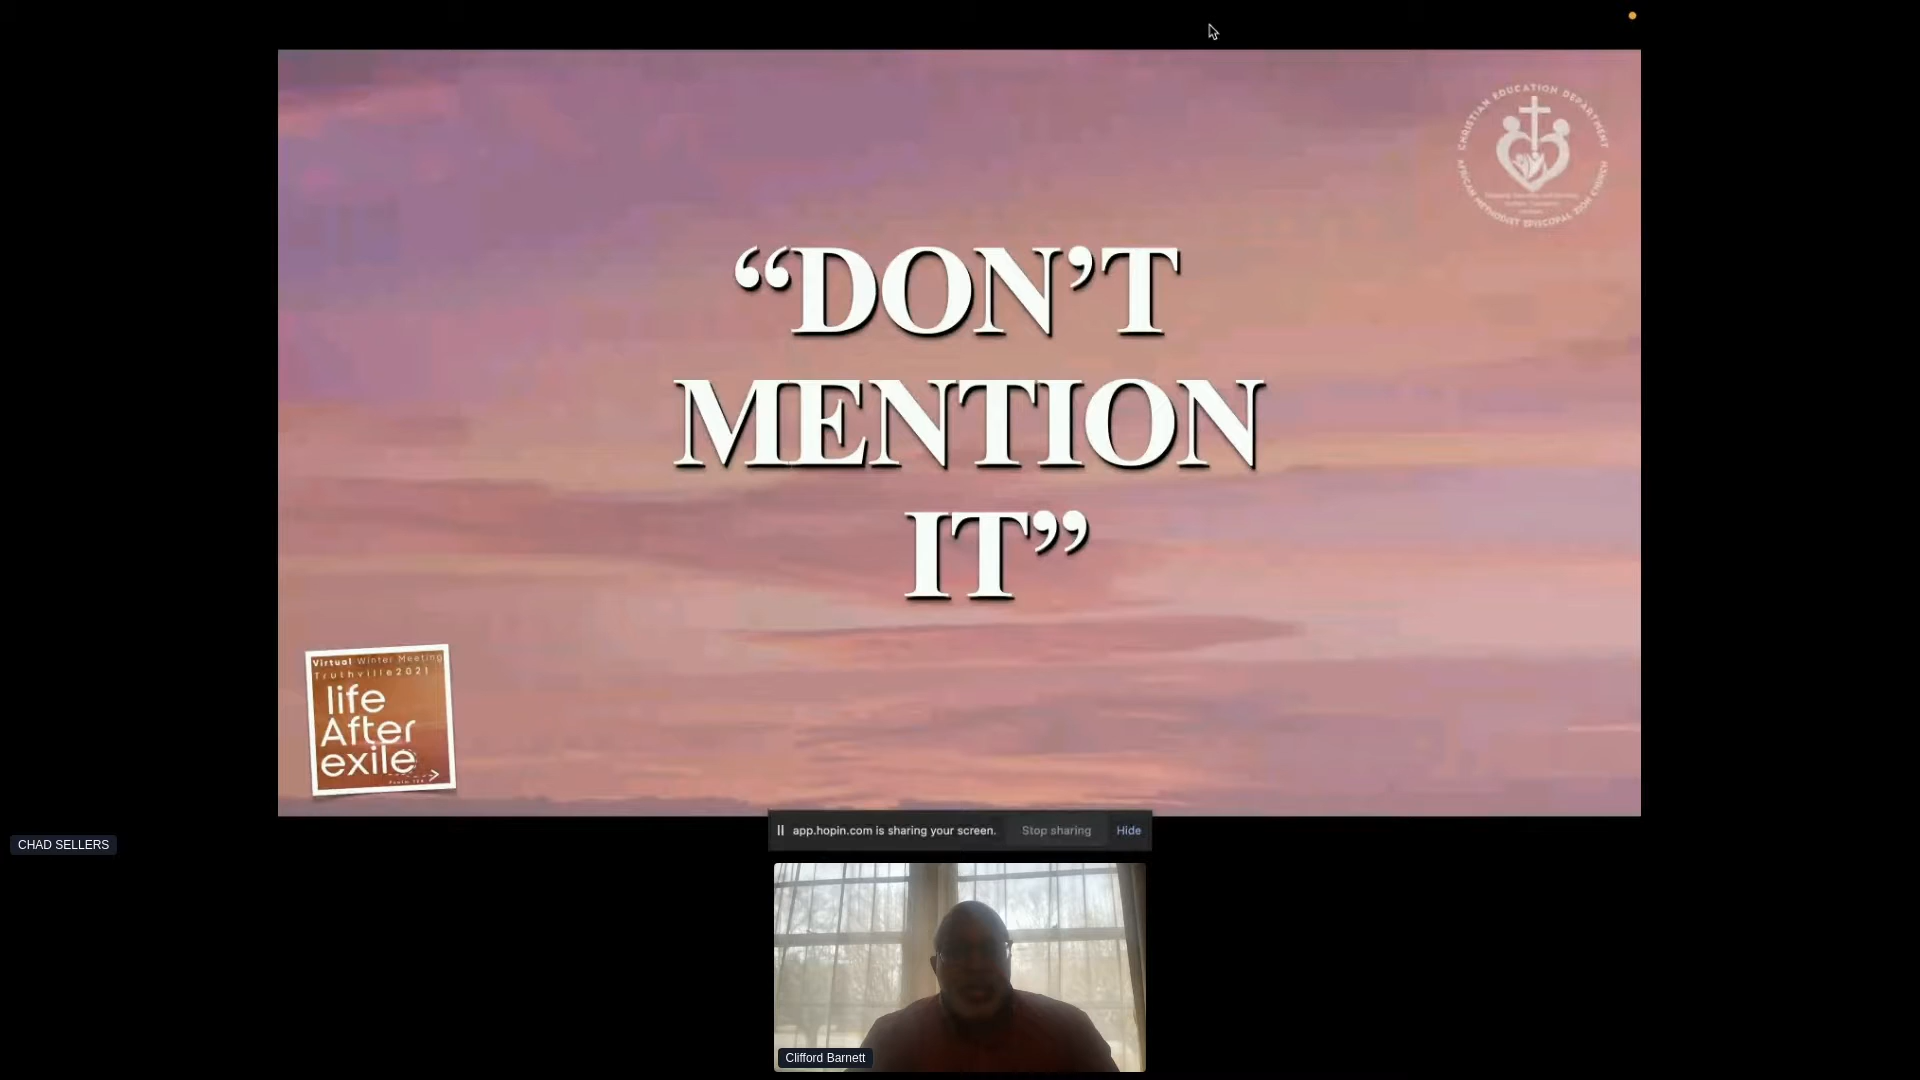 CHRISTIAN EDUCATION DEPARTMENT
AFRICAN METHODIST EPISCOPAL ZION CHURCH
“DON’T
MENTION
IT”
Virtual Winter Meeting
Truthville2021
life
After
exile
app.hopin.com is sharing your screen.
Stop sharing
Hide
CHAD SELLERS
Clifford Barnett